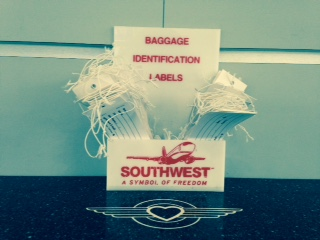 BAGGAGE
IDENTIFICATION
LABELS
SOUTHWEST
A SYMBOL OF FREEDOM